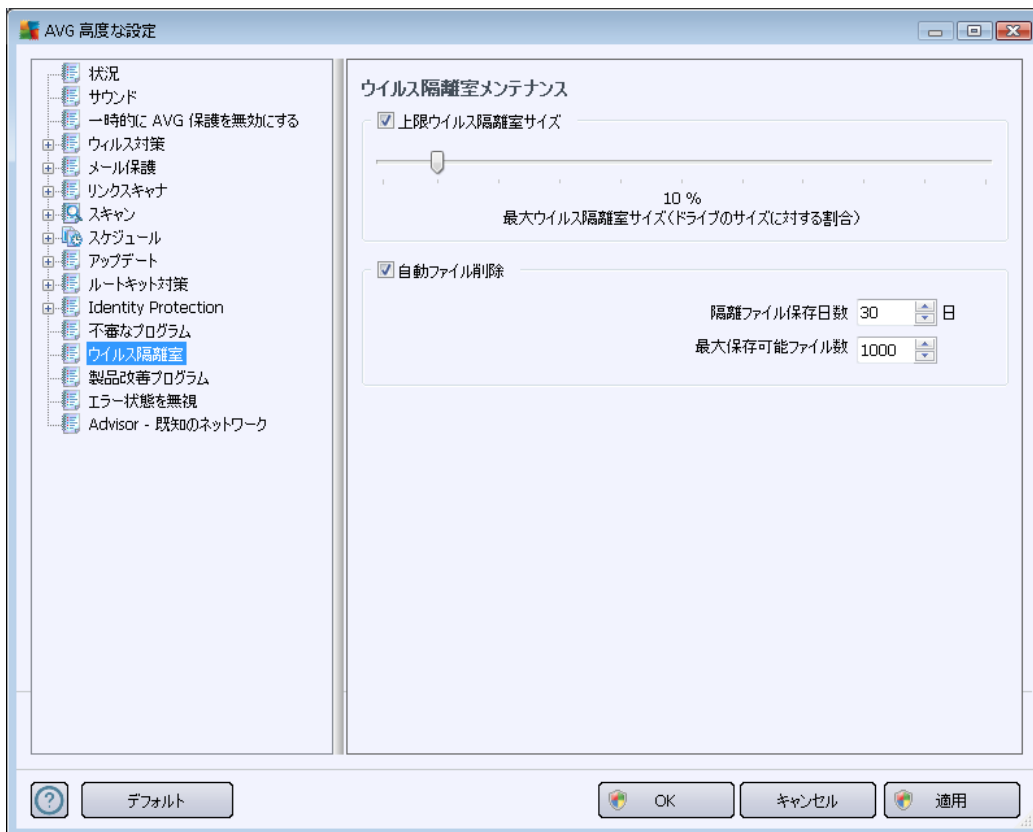 AVG 高度な設定
状況
サウンド
一時的に AVG 保護を無効にする
ウィルス対策
メール保護
リンクスキャナ
スキャン
スケジュール
アップデート
ルートキット対策
Identity Protection
不審なプログラム
ウイルス隔離室
製品改善プログラム
エラー状態を無視
Advisor - 既知のネットワーク
ウイルス隔離室メンテナンス
上限ウイルス隔離室サイズ
10 %
最大ウイルス隔離室サイズ(ドライブのサイズに対する割合)
自動ファイル削除
隔離ファイル保存日数 30 日
最大保存可能ファイル数 1000
デフォルト
OK
キャンセル
適用